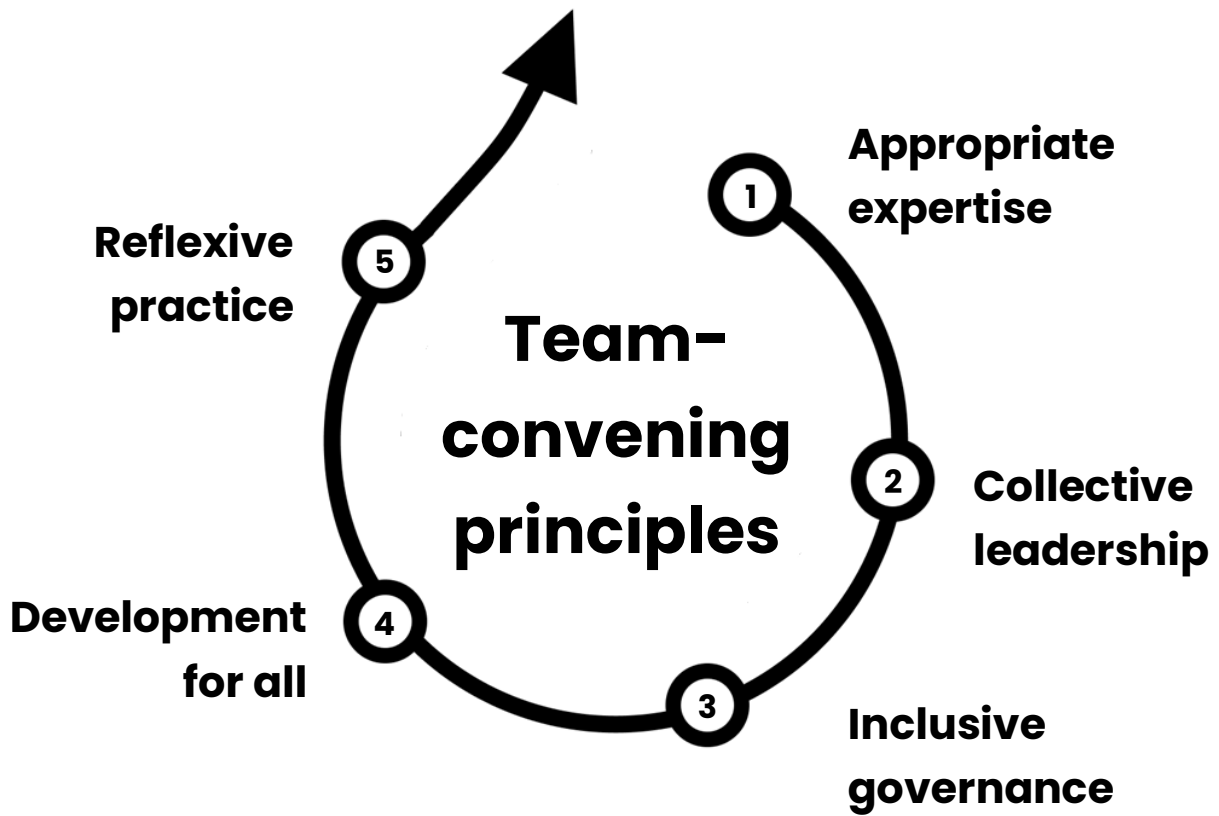 Team-
convening
principles
1
Appropriate
expertise
2
Collective
leadership
3
Inclusive
governance
4
Development
for all
5
Reflexive
practice